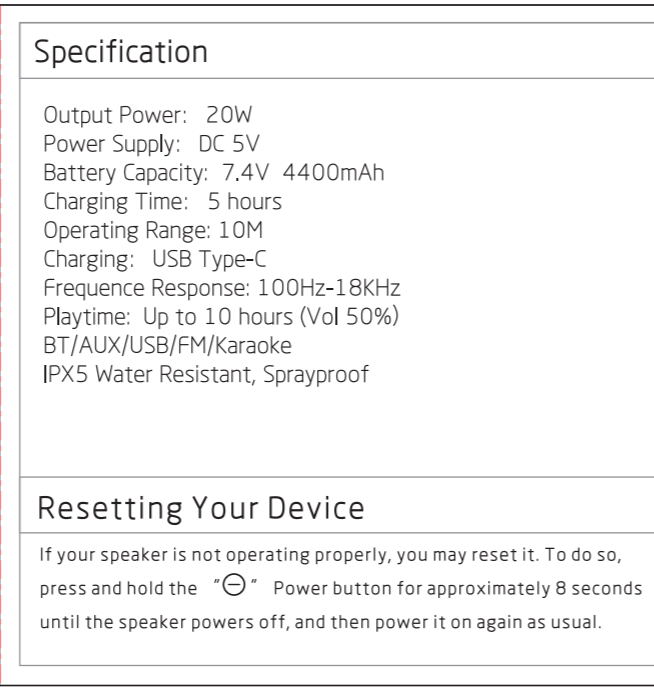 Specification
Output Power: 20W
Power Supply: DC 5V
Battery Capacity: 7.4V 4400mAh
Charging Time: 5 hours
Operating Range: 10M
Charging: USB Type-C
Frequence Response: 100Hz-18KHz
Playtime: Up to 10 hours (Vol 50%)
BT/AUX/USB/FM/Karaoke
IPX5 Water Resistant, Sprayproof
Resetting Your Device
If your speaker is not operating properly, you may reset it. To do so,
press and hold the "⊖" Power button for approximately 8 seconds
until the speaker powers off, and then power it on again as usual.